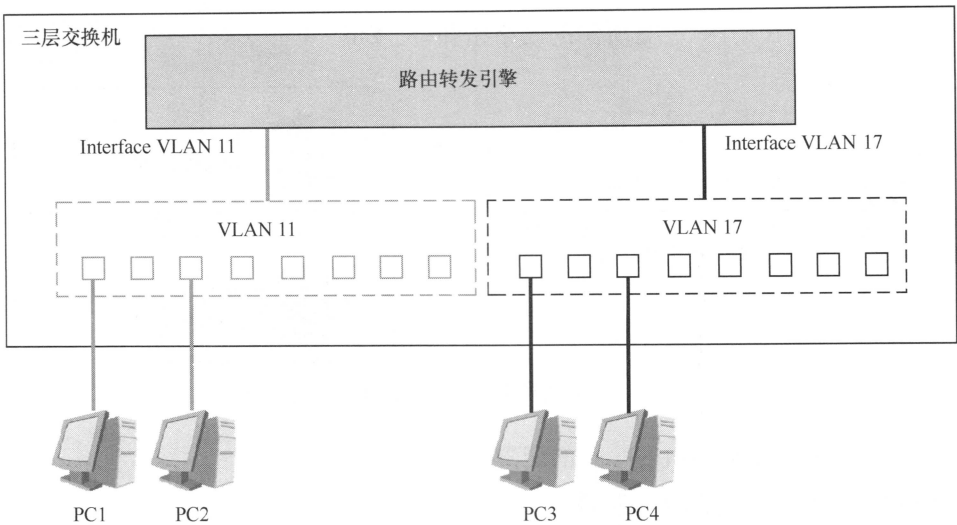 三层交换机
路由转发引擎
Interface VLAN 11
Interface VLAN 17
VLAN 11
VLAN 17
PC1
PC2
PC3
PC4